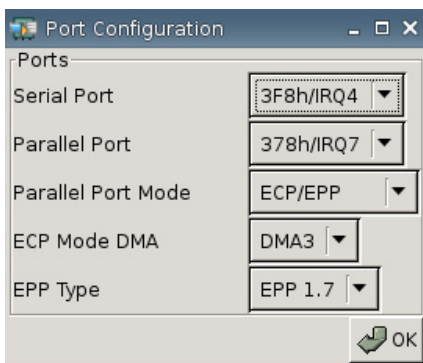 Port Configuration
Ports
Serial Port 3F8h/IRQ4
Parallel Port 378h/IRQ7
Parallel Port Mode ECP/EPP
ECP Mode DMA DMA3
EPP Type EPP 1.7
OK